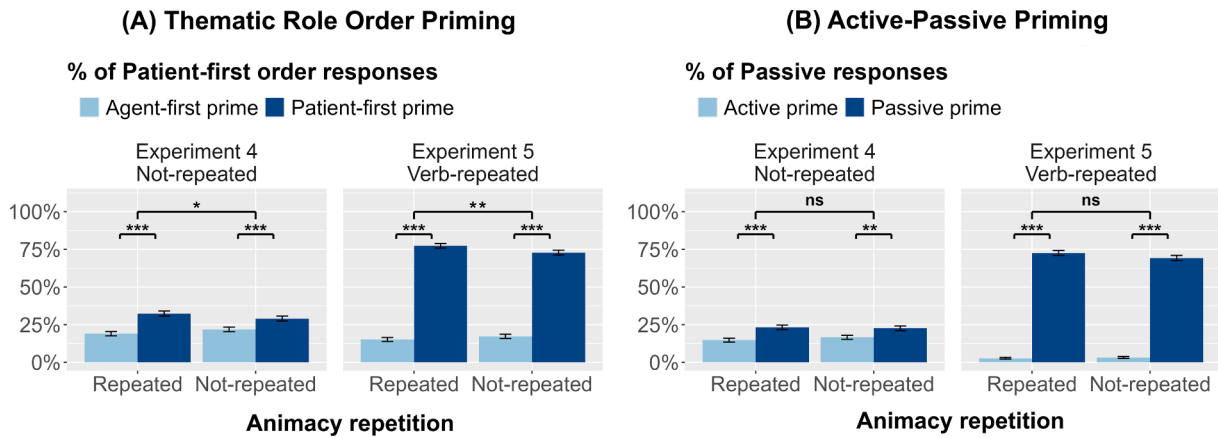 (A) Thematic Role Order Priming
% of Patient-first order responses
Agent-first prime Patient-first prime
Experiment 4
Not-repeated
Experiment 5
Verb-repeated
100%
75%
50%
25%
0%
*
***
***
**
***
***
Repeated Not-repeated Repeated Not-repeated
Animacy repetition
(B) Active-Passive Priming
% of Passive responses
Active prime Passive prime
Experiment 4
Not-repeated
Experiment 5
Verb-repeated
100%
75%
50%
25%
0%
ns
***
**
ns
***
***
Repeated Not-repeated Repeated Not-repeated
Animacy repetition